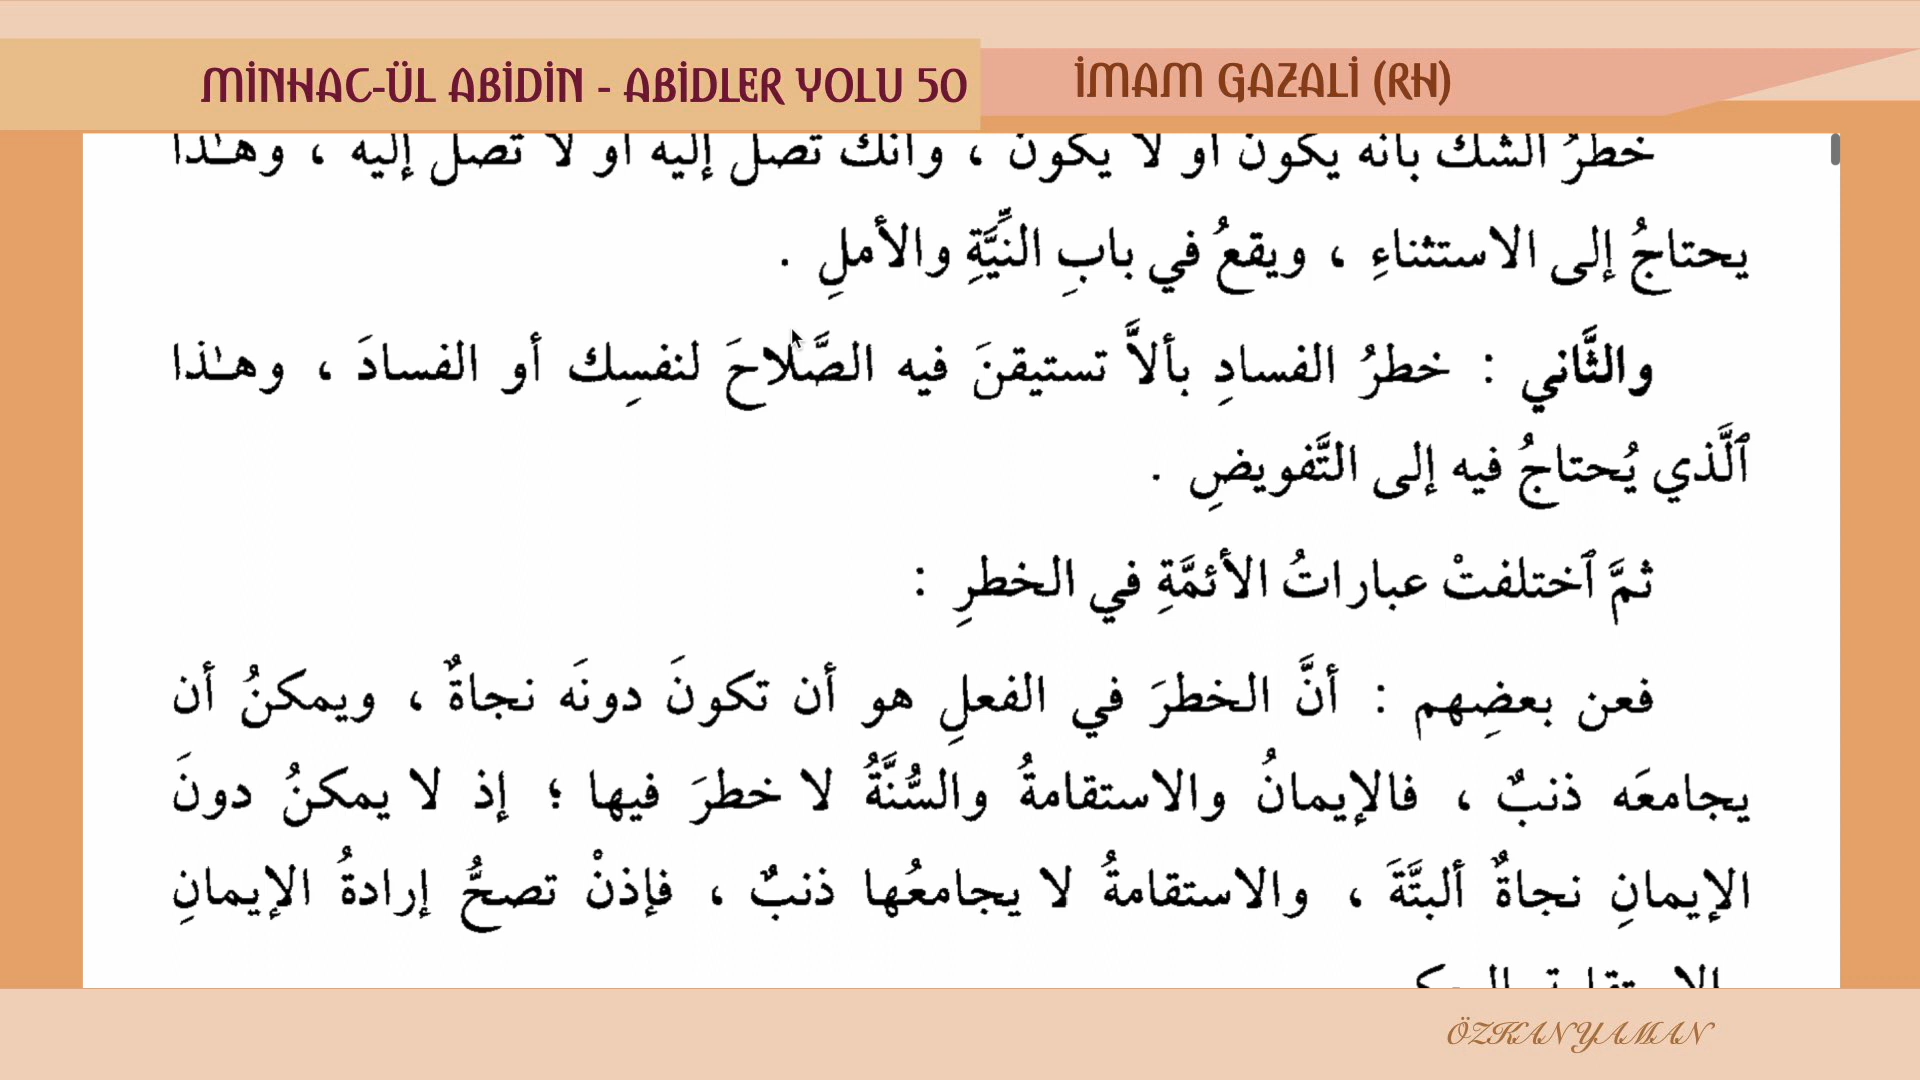 MİNHAC-ÜL ABİDİN - ABİDLER YOLU 50
İMAM GAZALİ (RH)
خطرُ الشك بأنه يكون أو لا يكون ، وأنك تصل إليه أو لا تصل إليه ، وهـٰذا
يحتاجُ إلى الاستثناءِ ، ويقعُ في بابِ النيَّةِ والأملِ .
والثَّاني : خطرُ الفسادِ بألاَّ تستيقنَ فيه الصَّلاحَ لنفسِك أو الفسادَ ، وهـٰذا
ٱلَّذي يُحتاجُ فيه إلى التَّفويضِ .
ثمَّ ٱختلفتْ عباراتُ الأئمَّةِ في الخطرِ :
فعن بعضِهم : أنَّ الخطرَ في الفعلِ هو أن تكونَ دونَه نجاةٌ ، ويمكنُ أن
يجامعَه ذنبٌ ، فالإيمانُ والاستقامةُ والسُّنَّةُ لا خطرَ فيها ؛ إذ لا يمكنُ دونَ
الإيمانِ نجاةٌ ألبتَّةَ ، والاستقامةُ لا يجامعُها ذنبٌ ، فإذنْ تصحُّ إرادةُ الإيمانِ
ÖZKAN YAMAN